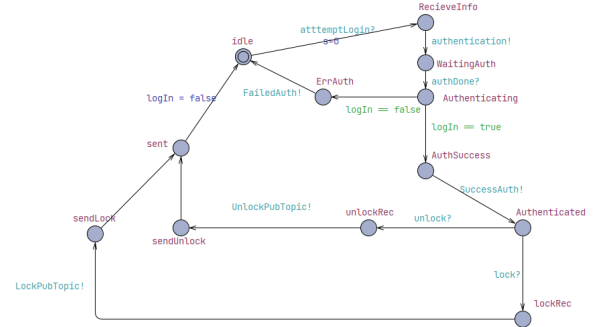 RecieveInfo
atttemptLogin?
idle
s=0
authentication!
WaitingAuth
ErrAuth
authDone?
FailedAuth!
logIn = false
Authenticating
logIn == false
logIn == true
sent
AuthSuccess
SuccessAuth!
UnlockPubTopic!
unlockRec
Authenticated
sendLock
unlock?
sendUnlock
lock?
LockPubTopic!
lockRec